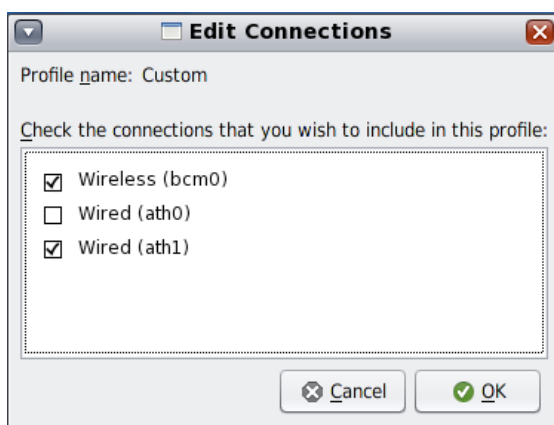 Edit Connections
Profile name: Custom
Check the connections that you wish to include in this profile:
Wireless (bcm0)
Wired (ath0)
Wired (ath1)
Cancel OK